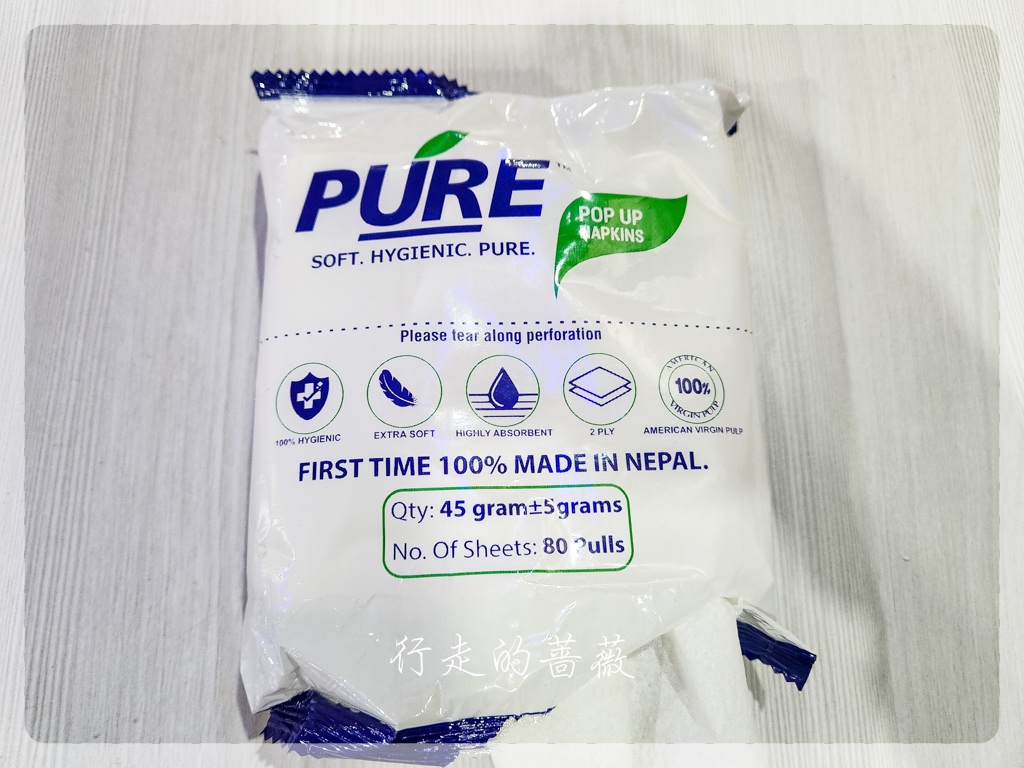 PURE™
POP UP
NAPKINS
SOFT. HYGIENIC. PURE.
Please tear along perforation
AMERICAN
100%
VIRGIN PULP
100% HYGIENIC
EXTRA SOFT
HIGHLY ABSORBENT
2 PLY
AMERICAN VIRGIN PULP
FIRST TIME 100% MADE IN NEPAL.
Qty: 45 gram±5grams
No. Of Sheets: 80 Pulls
行走的蔷薇